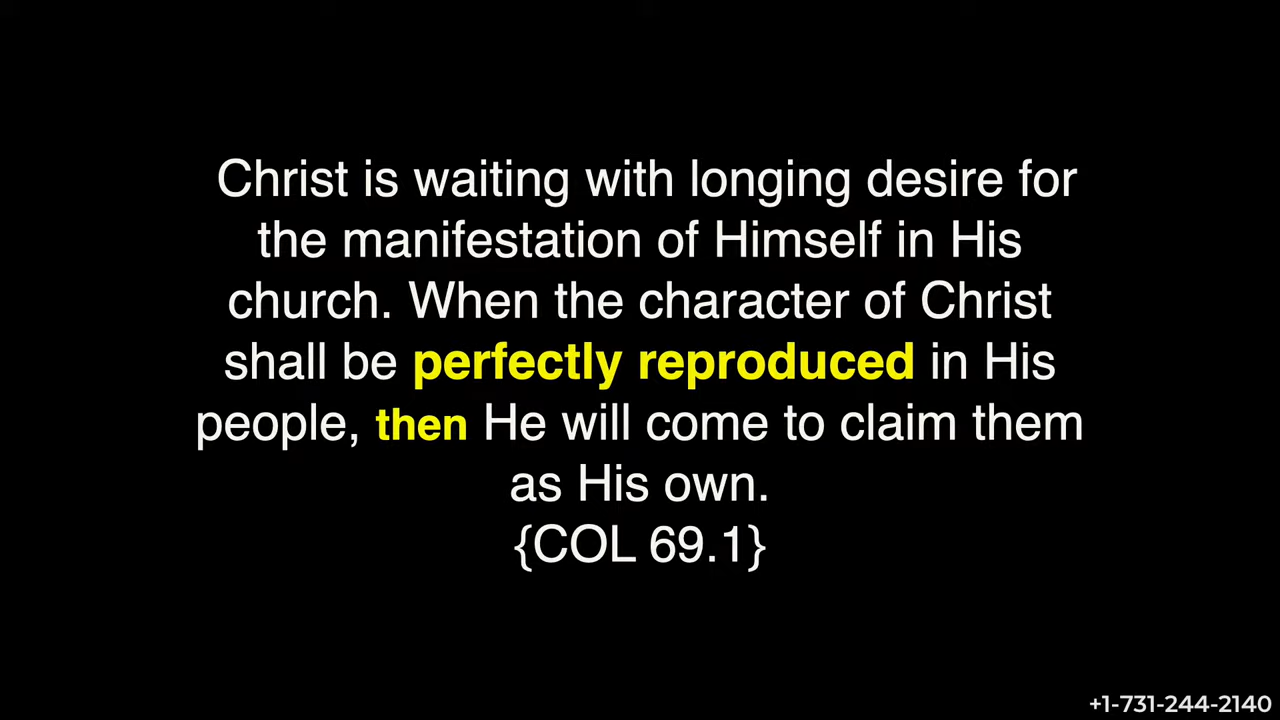 Christ is waiting with longing desire for
the manifestation of Himself in His
church. When the character of Christ
shall be perfectly reproduced in His
people, then He will come to claim them
as His own.
{COL 69.1}
+1-731-244-2140